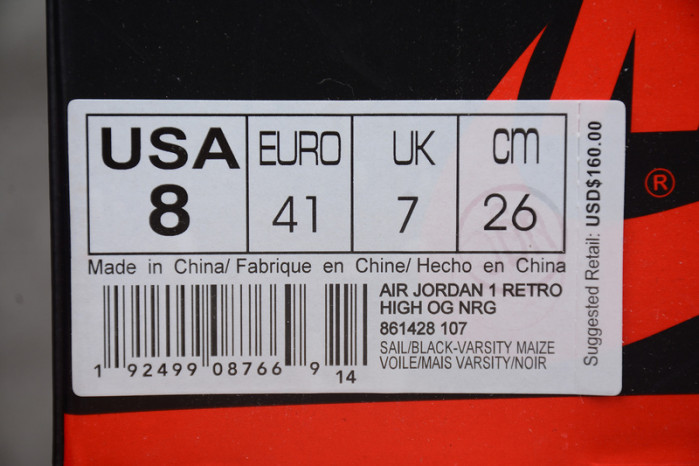 USA EURO UK CM
8 41 7 26
Made in China/ Fabrique en Chine/ Hecho en China
AIR JORDAN 1 RETRO
HIGH OG NRG
861428 107
SAIL/BLACK-VARSITY MAIZE
VOILE/MAIS VARSITY/NOIR
1 92499 08766 9 14
Suggested Retail: USD$160.00
®